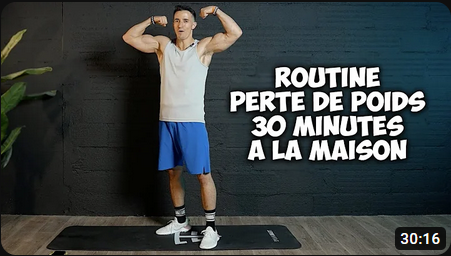 ROUTINE
PERTE DE POIDS
30 MINUTES
A LA MAISON
30:16